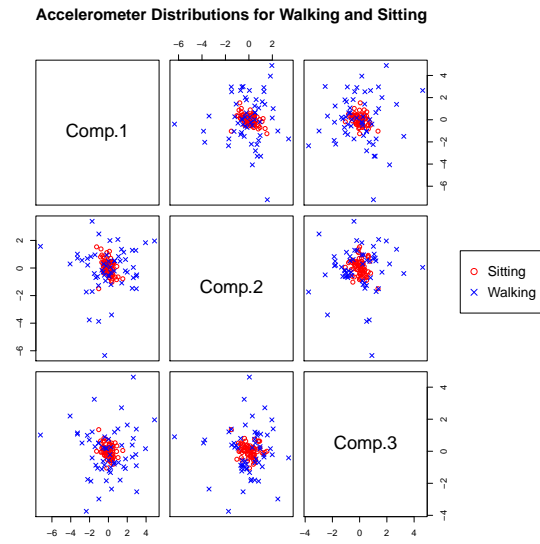 Accelerometer Distributions for Walking and Sitting
−6 −4 −2 0 2
Comp.1
−6 −4 −2 0 2 4
−6 −4 −2 0 2
Comp.2
Sitting
Walking
Comp.3
−4 −2 0 2 4
−6 −4 −2 0 2 4
−4 −2 0 2 4